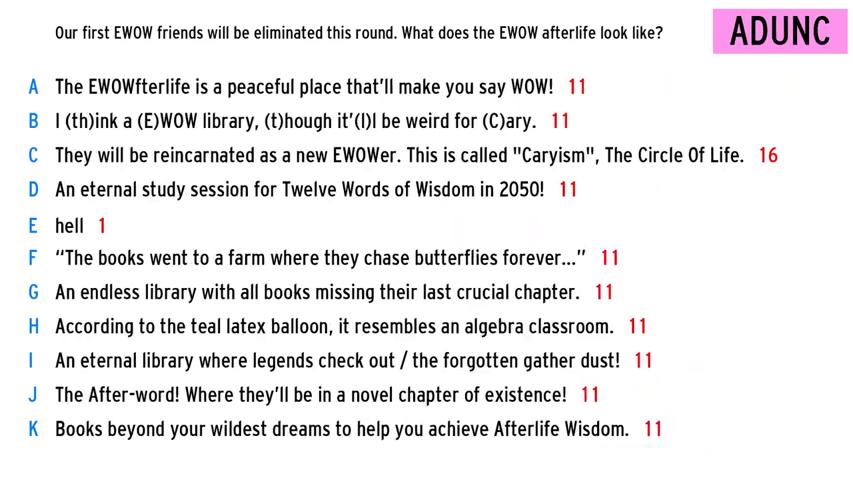 Our first EWOW friends will be eliminated this round. What does the EWOW afterlife look like?
ADUNC
A The EWOWfterlife is a peaceful place that'll make you say WOW! 11
B I (th)ink a (E)WOW library, (t)hough it'(l)l be weird for (C)ary. 11
C They will be reincarnated as a new EWOWer. This is called "Caryism", The Circle Of Life. 16
D An eternal study session for Twelve Words of Wisdom in 2050! 11
E hell 1
F “The books went to a farm where they chase butterflies forever...” 11
G An endless library with all books missing their last crucial chapter. 11
H According to the teal latex balloon, it resembles an algebra classroom. 11
I An eternal library where legends check out / the forgotten gather dust! 11
J The After-word! Where they'll be in a novel chapter of existence! 11
K Books beyond your wildest dreams to help you achieve Afterlife Wisdom. 11